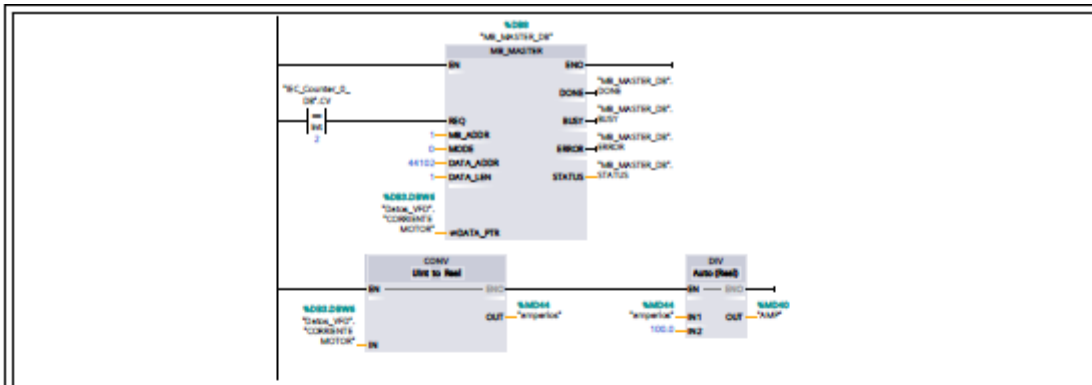 %DB8
"MB_MASTER_DB"
MB_MASTER
EN
ENO
"IEC_Counter_0_
DB".CV
==
Int
2
REQ
1
MB_ADDR
0
MODE
44102
DATA_ADDR
1
DATA_LEN
DONE
"MB_MASTER_DB".
DONE
BUSY
"MB_MASTER_DB".
BUSY
ERROR
"MB_MASTER_DB".
ERROR
STATUS
"MB_MASTER_DB".
STATUS
%DB3.DBW6
"Datos_VFD".
"CORRIENTE
MOTOR"
DATA_PTR
CONV
UInt to Real
EN
ENO
%DB3.DBW6
"Datos_VFD".
"CORRIENTE
MOTOR"
IN
OUT
%MD44
"amperios"
DIV
Auto (Real)
EN
ENO
%MD44
"amperios"
IN1
100.0
IN2
OUT
%MD40
"AMP"